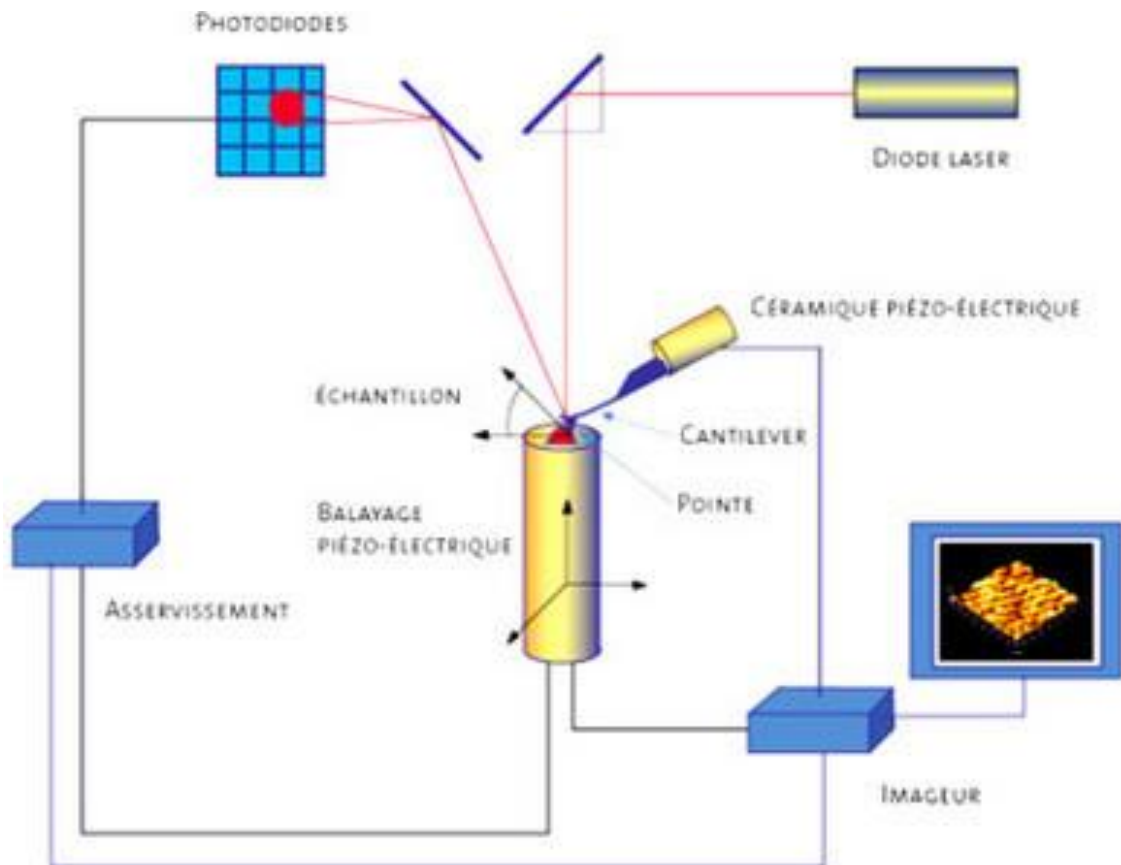 PHOTODIODES
DIODE LASER
CÉRAMIQUE PIÉZO-ÉLECTRIQUE
ÉCHANTILLON
CANTILEVER
POINTE
BALAYAGE
PIÉZO-ÉLECTRIQUE
ASSERVISSEMENT
IMAGEUR